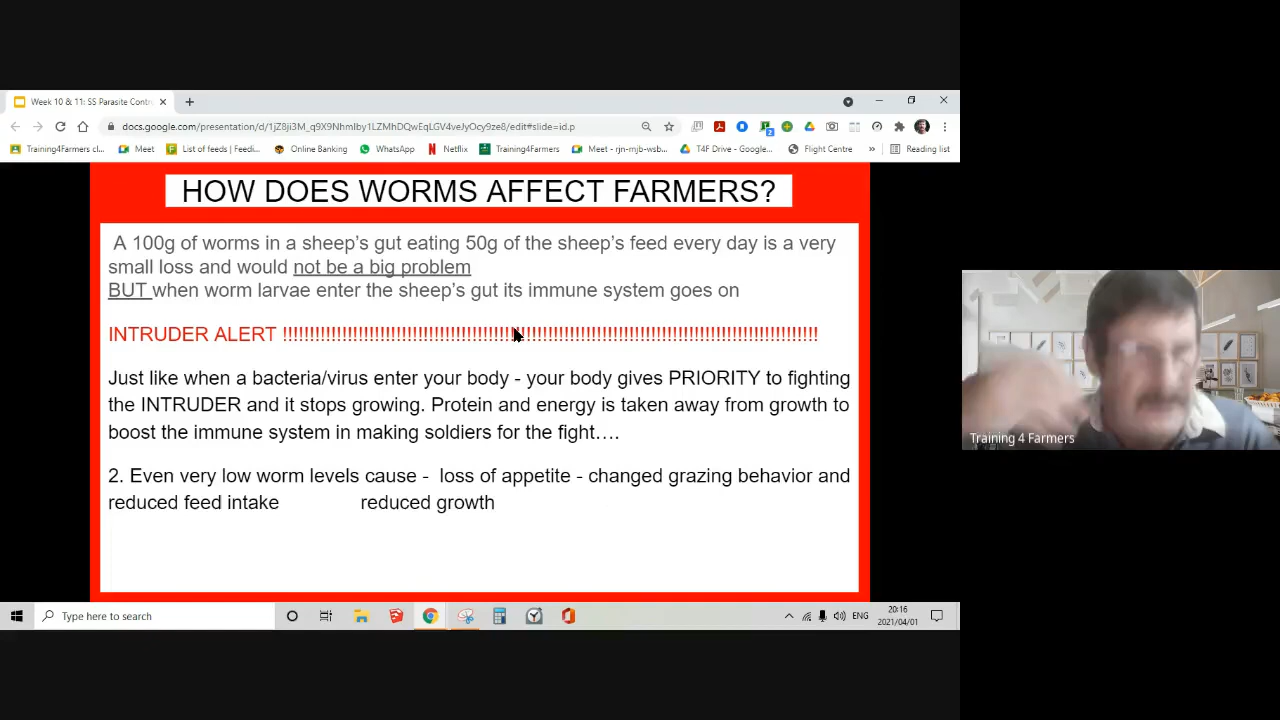 Week 10 & 11: SS Parasite Contr
docs.google.com/presentation/d/1jZ8ji3M_q9X9Nhmlby1LZMhDQwEqLGV4veJyOcy9ze8/edit#slide=id.p
Training4Farmers cl... Meet List of feeds | Feedi... Online Banking WhatsApp Netflix Training4Farmers Meet - rjn-mjb-wsb... T4F Drive - Google... Flight Centre » Reading list
HOW DOES WORMS AFFECT FARMERS?
A 100g of worms in a sheep’s gut eating 50g of the sheep’s feed every day is a very
small loss and would not be a big problem
BUT when worm larvae enter the sheep’s gut its immune system goes on
INTRUDER ALERT !!!!!!!!!!!!!!!!!!!!!!!!!!!!!!!!!!!!!!!!!!!!!!!!!!!!!!!!!!!!!!!!!!!!!!!!!!!!!!!!!!!!!!!!!!!!!!!!!!
Just like when a bacteria/virus enter your body - your body gives PRIORITY to fighting
the INTRUDER and it stops growing. Protein and energy is taken away from growth to
boost the immune system in making soldiers for the fight….
2. Even very low worm levels cause - loss of appetite - changed grazing behavior and
reduced feed intake reduced growth
Training 4 Farmers
Type here to search
ENG
20:16
2021/04/01